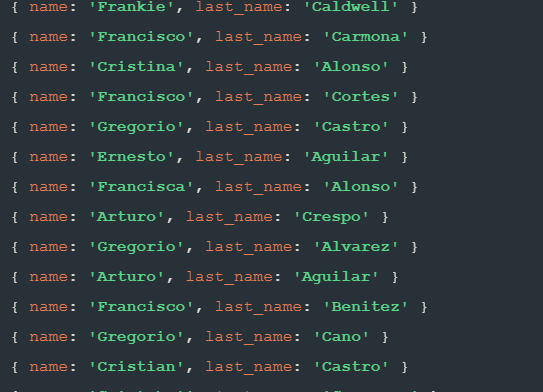 { name: 'Frankie', last_name: 'Caldwell' }
{ name: 'Francisco', last_name: 'Carmona' }
{ name: 'Cristina', last_name: 'Alonso' }
{ name: 'Francisco', last_name: 'Cortes' }
{ name: 'Gregorio', last_name: 'Castro' }
{ name: 'Ernesto', last_name: 'Aguilar' }
{ name: 'Francisca', last_name: 'Alonso' }
{ name: 'Arturo', last_name: 'Crespo' }
{ name: 'Gregorio', last_name: 'Alvarez' }
{ name: 'Arturo', last_name: 'Aguilar' }
{ name: 'Francisco', last_name: 'Benitez' }
{ name: 'Gregorio', last_name: 'Cano' }
{ name: 'Cristian', last_name: 'Castro' }